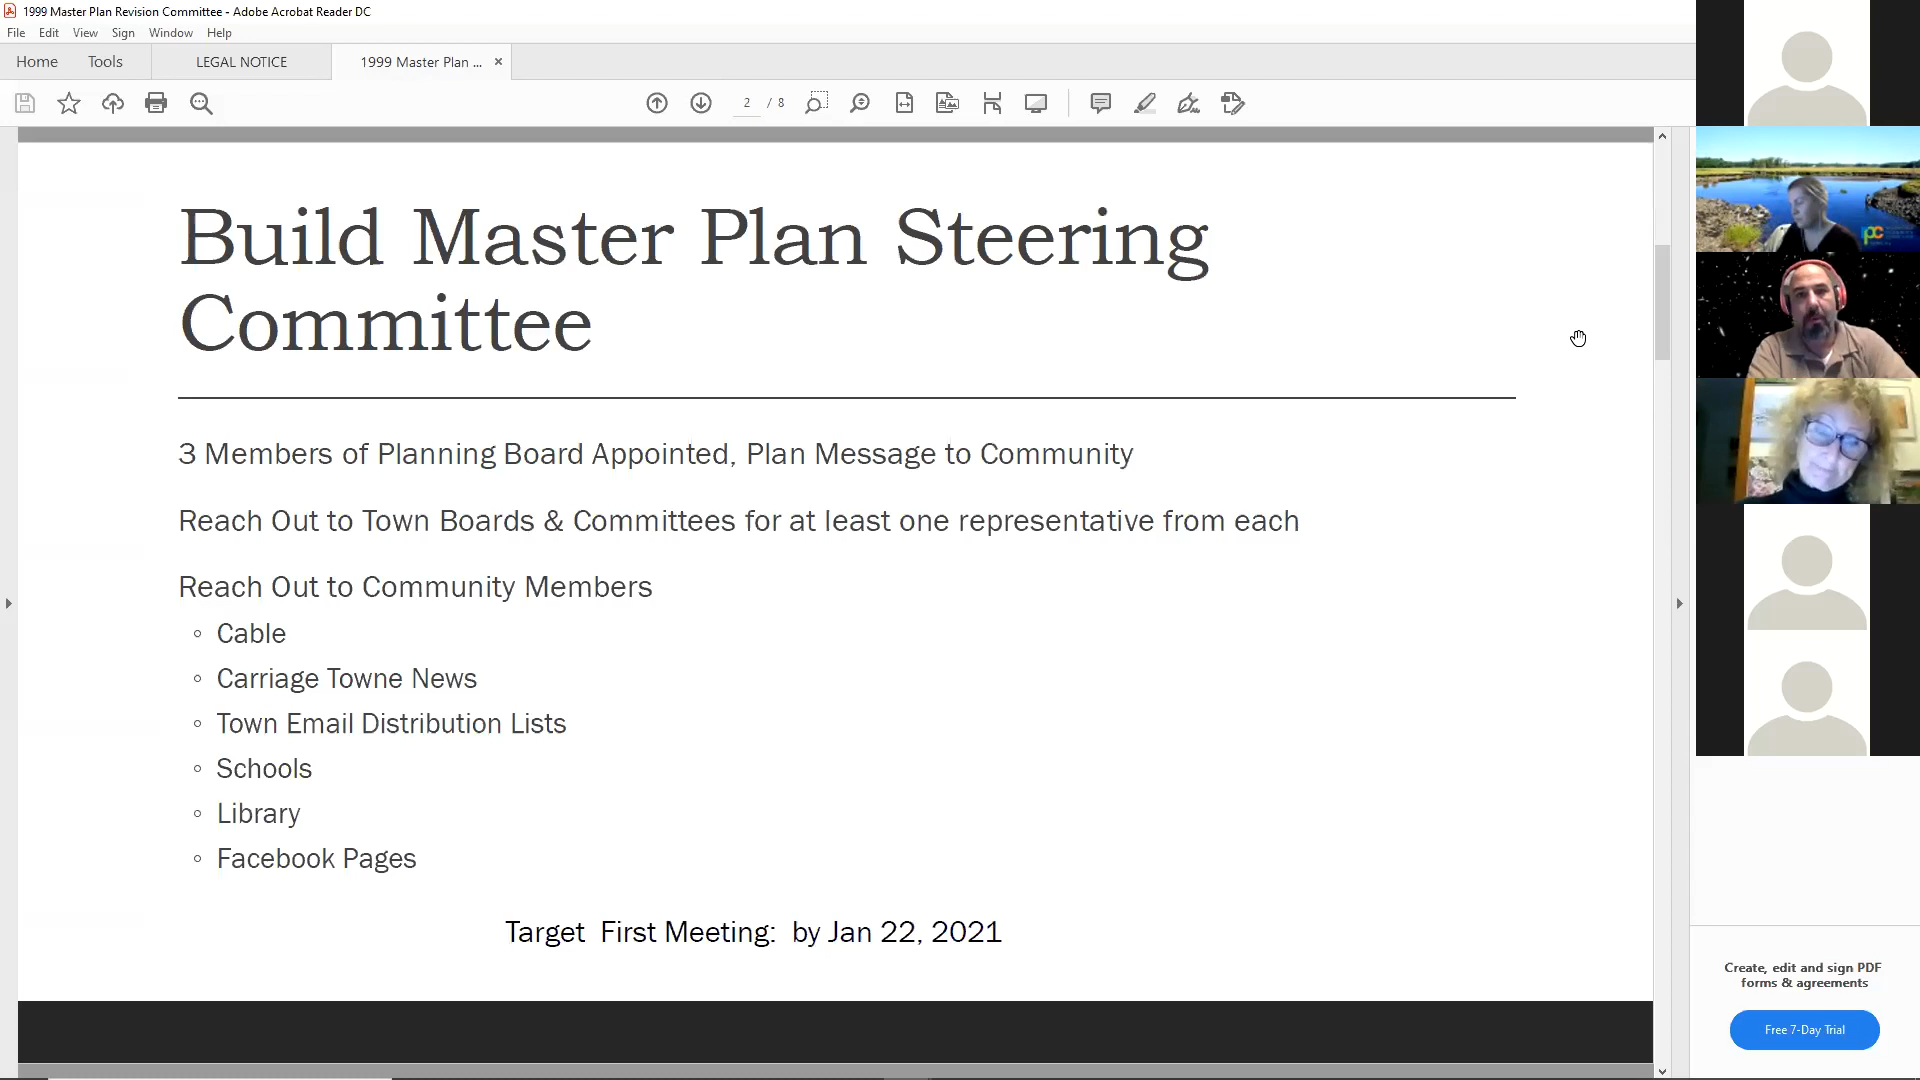 1999 Master Plan Revision Committee - Adobe Acrobat Reader DC
File Edit View Sign Window Help
Home Tools LEGAL NOTICE 1999 Master Plan ... ×
2 / 8
Build Master Plan Steering
Committee
3 Members of Planning Board Appointed, Plan Message to Community
Reach Out to Town Boards & Committees for at least one representative from each
Reach Out to Community Members
◦ Cable
◦ Carriage Towne News
◦ Town Email Distribution Lists
◦ Schools
◦ Library
◦ Facebook Pages
Target First Meeting: by Jan 22, 2021
Create, edit and sign PDF
forms & agreements
Free 7-Day Trial